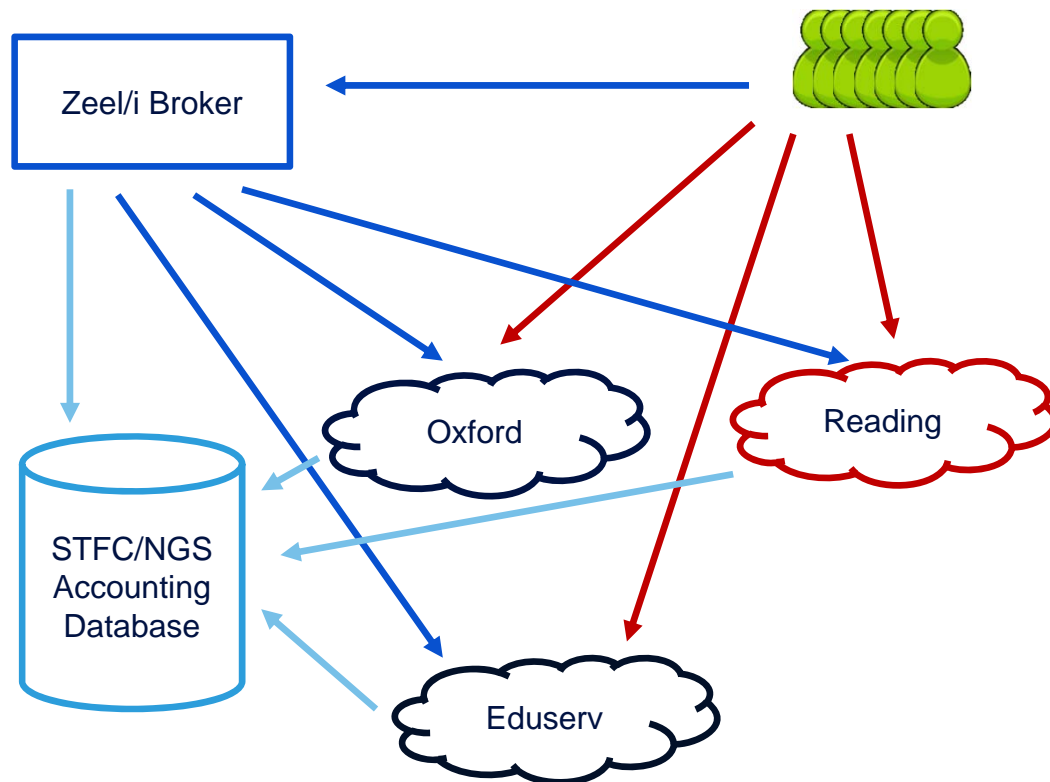 Zeel/i Broker
Oxford
Reading
STFC/NGS
Accounting
Database
Eduserv